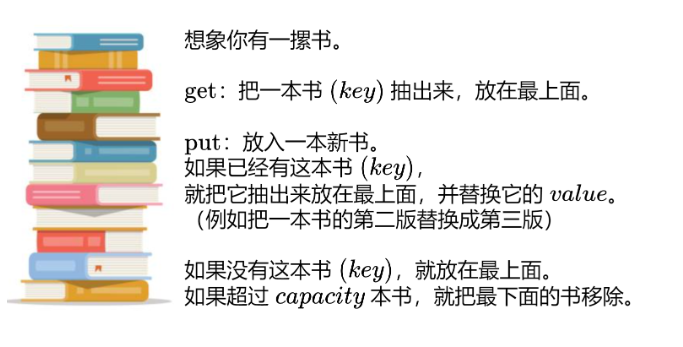 想象你有一摞书。
get：把一本书 (key) 抽出来，放在最上面。
put：放入一本新书。
如果已经有这本书 (key)，
就把它抽出来放在最上面，并替换它的 value。
（例如把一本书的第二版替换成第三版）
如果没有这本书 (key)，就放在最上面。
如果超过 capacity 本书，就把最下面的书移除。